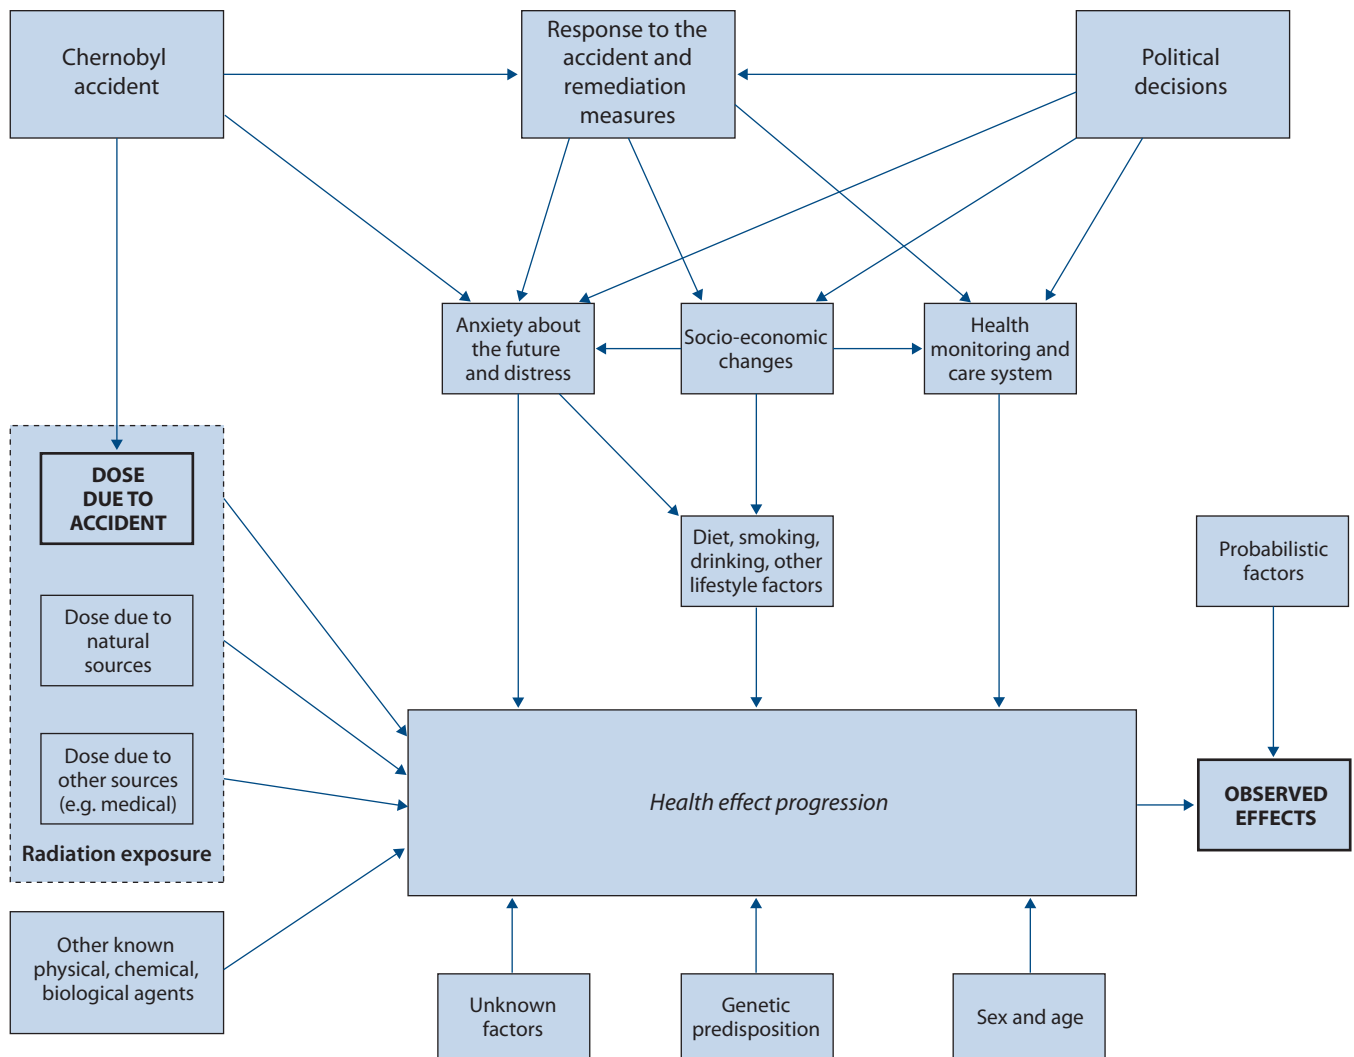 Chernobyl
accident
Response to the
accident and
remediation
measures
Political
decisions
Anxiety about
the future
and distress
Socio-economic
changes
Health
monitoring and
care system
DOSE
DUE TO
ACCIDENT
Diet, smoking,
drinking, other
lifestyle factors
Probabilistic
factors
Dose due to
natural
sources
Dose due to
other sources
(e.g. medical)
Radiation exposure
Health effect progression
OBSERVED
EFFECTS
Other known
physical, chemical,
biological agents
Unknown
factors
Genetic
predisposition
Sex and age